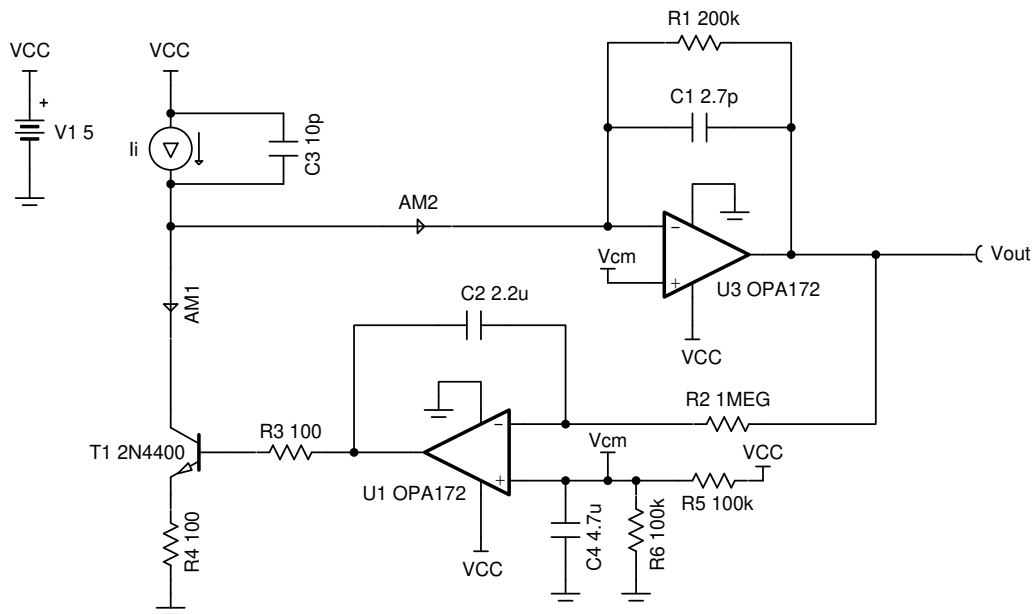 R1 200k
VCC
VCC
C1 2.7p
+
V1 5
Ii
C3 10p
AM2
−
Vcm
+
U3 OPA172
Vout
AM1
C2 2.2u
VCC
R2 1MEG
T1 2N4400
R3 100
−
Vcm
VCC
+
U1 OPA172
R5 100k
R4 100
VCC
C4 4.7u
R6 100k